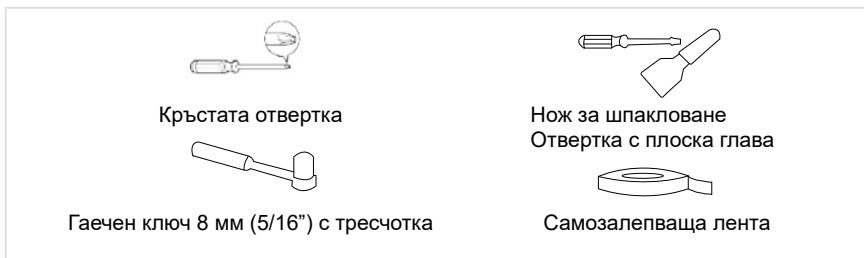 Кръстата отвертка
Нож за шпакловане
Отвертка с плоска глава
Гаечен ключ 8 мм (5/16”) с тресчотка
Самозалепваща лента